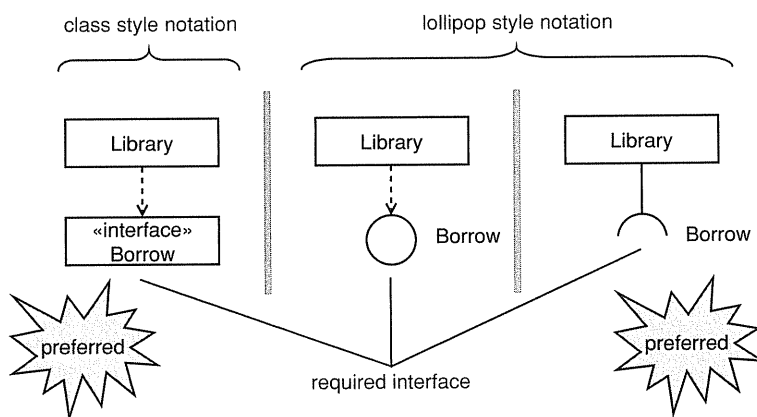 class style notation
lollipop style notation
Library
Library
Library
«interface»
Borrow
Borrow
Borrow
preferred
preferred
required interface